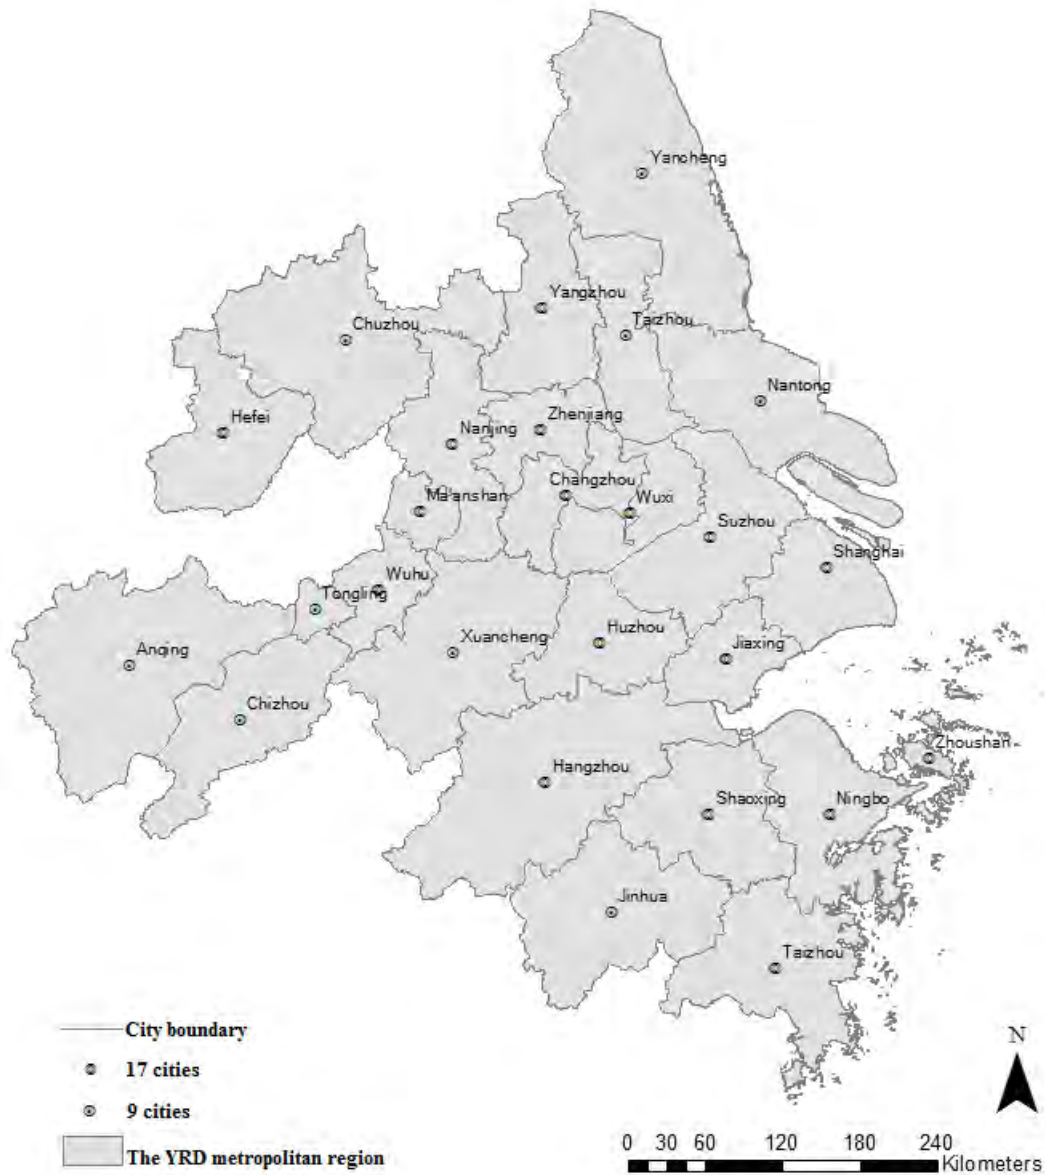 Yancheng
Yangzhou
Chuzhou
Taizhou
Nantong
Hefei
Nanjing
Zhenjiang
Changzhou
Ma'anshan
Wuxi
Suzhou
Shanghai
Wuhu
Tongling
Huzhou
Xuancheng
Jiaxing
Anqing
Chizhou
Zhoushan
Hangzhou
Shaoxing
Ningbo
Jinhua
Taizhou
City boundary
17 cities
9 cities
The YRD metropolitan region
N
0 30 60 120 180 240
Kilometers